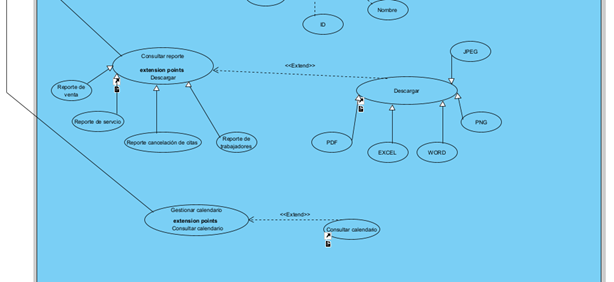 Nombre
ID
JPEG
Consultar reporte
extension points
Descargar
<<Extend>>
Descargar
Reporte de
venta
Reporte de servcio
Reporte cancelación de citas
Reporte de
trabajadores
PDF
EXCEL
WORD
PNG
Gestionar calendario
extension points
Consultar calendario
<<Extend>>
Consultar calendario